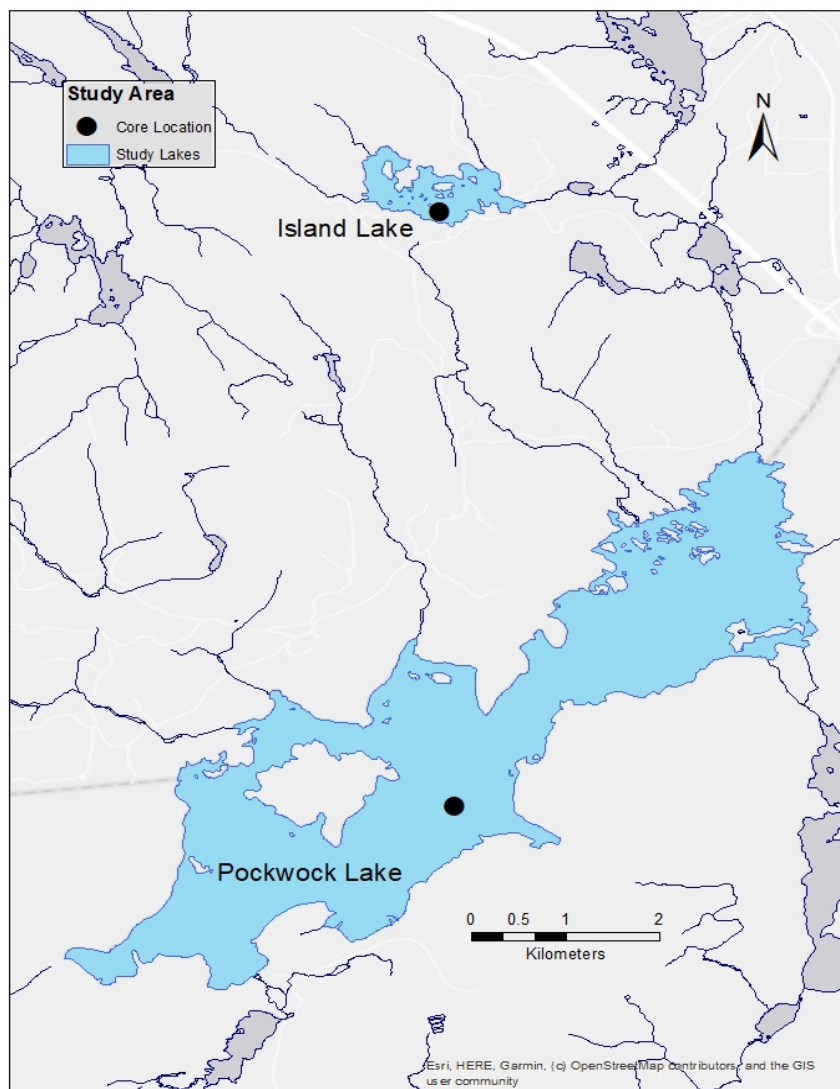 Study Area
Core Location
Study Lakes
N
Island Lake
Pockwock Lake
0 0.5 1 2
Kilometers
Esri, HERE, Garmin, (c) OpenStreetMap contributors, and the GIS
user community